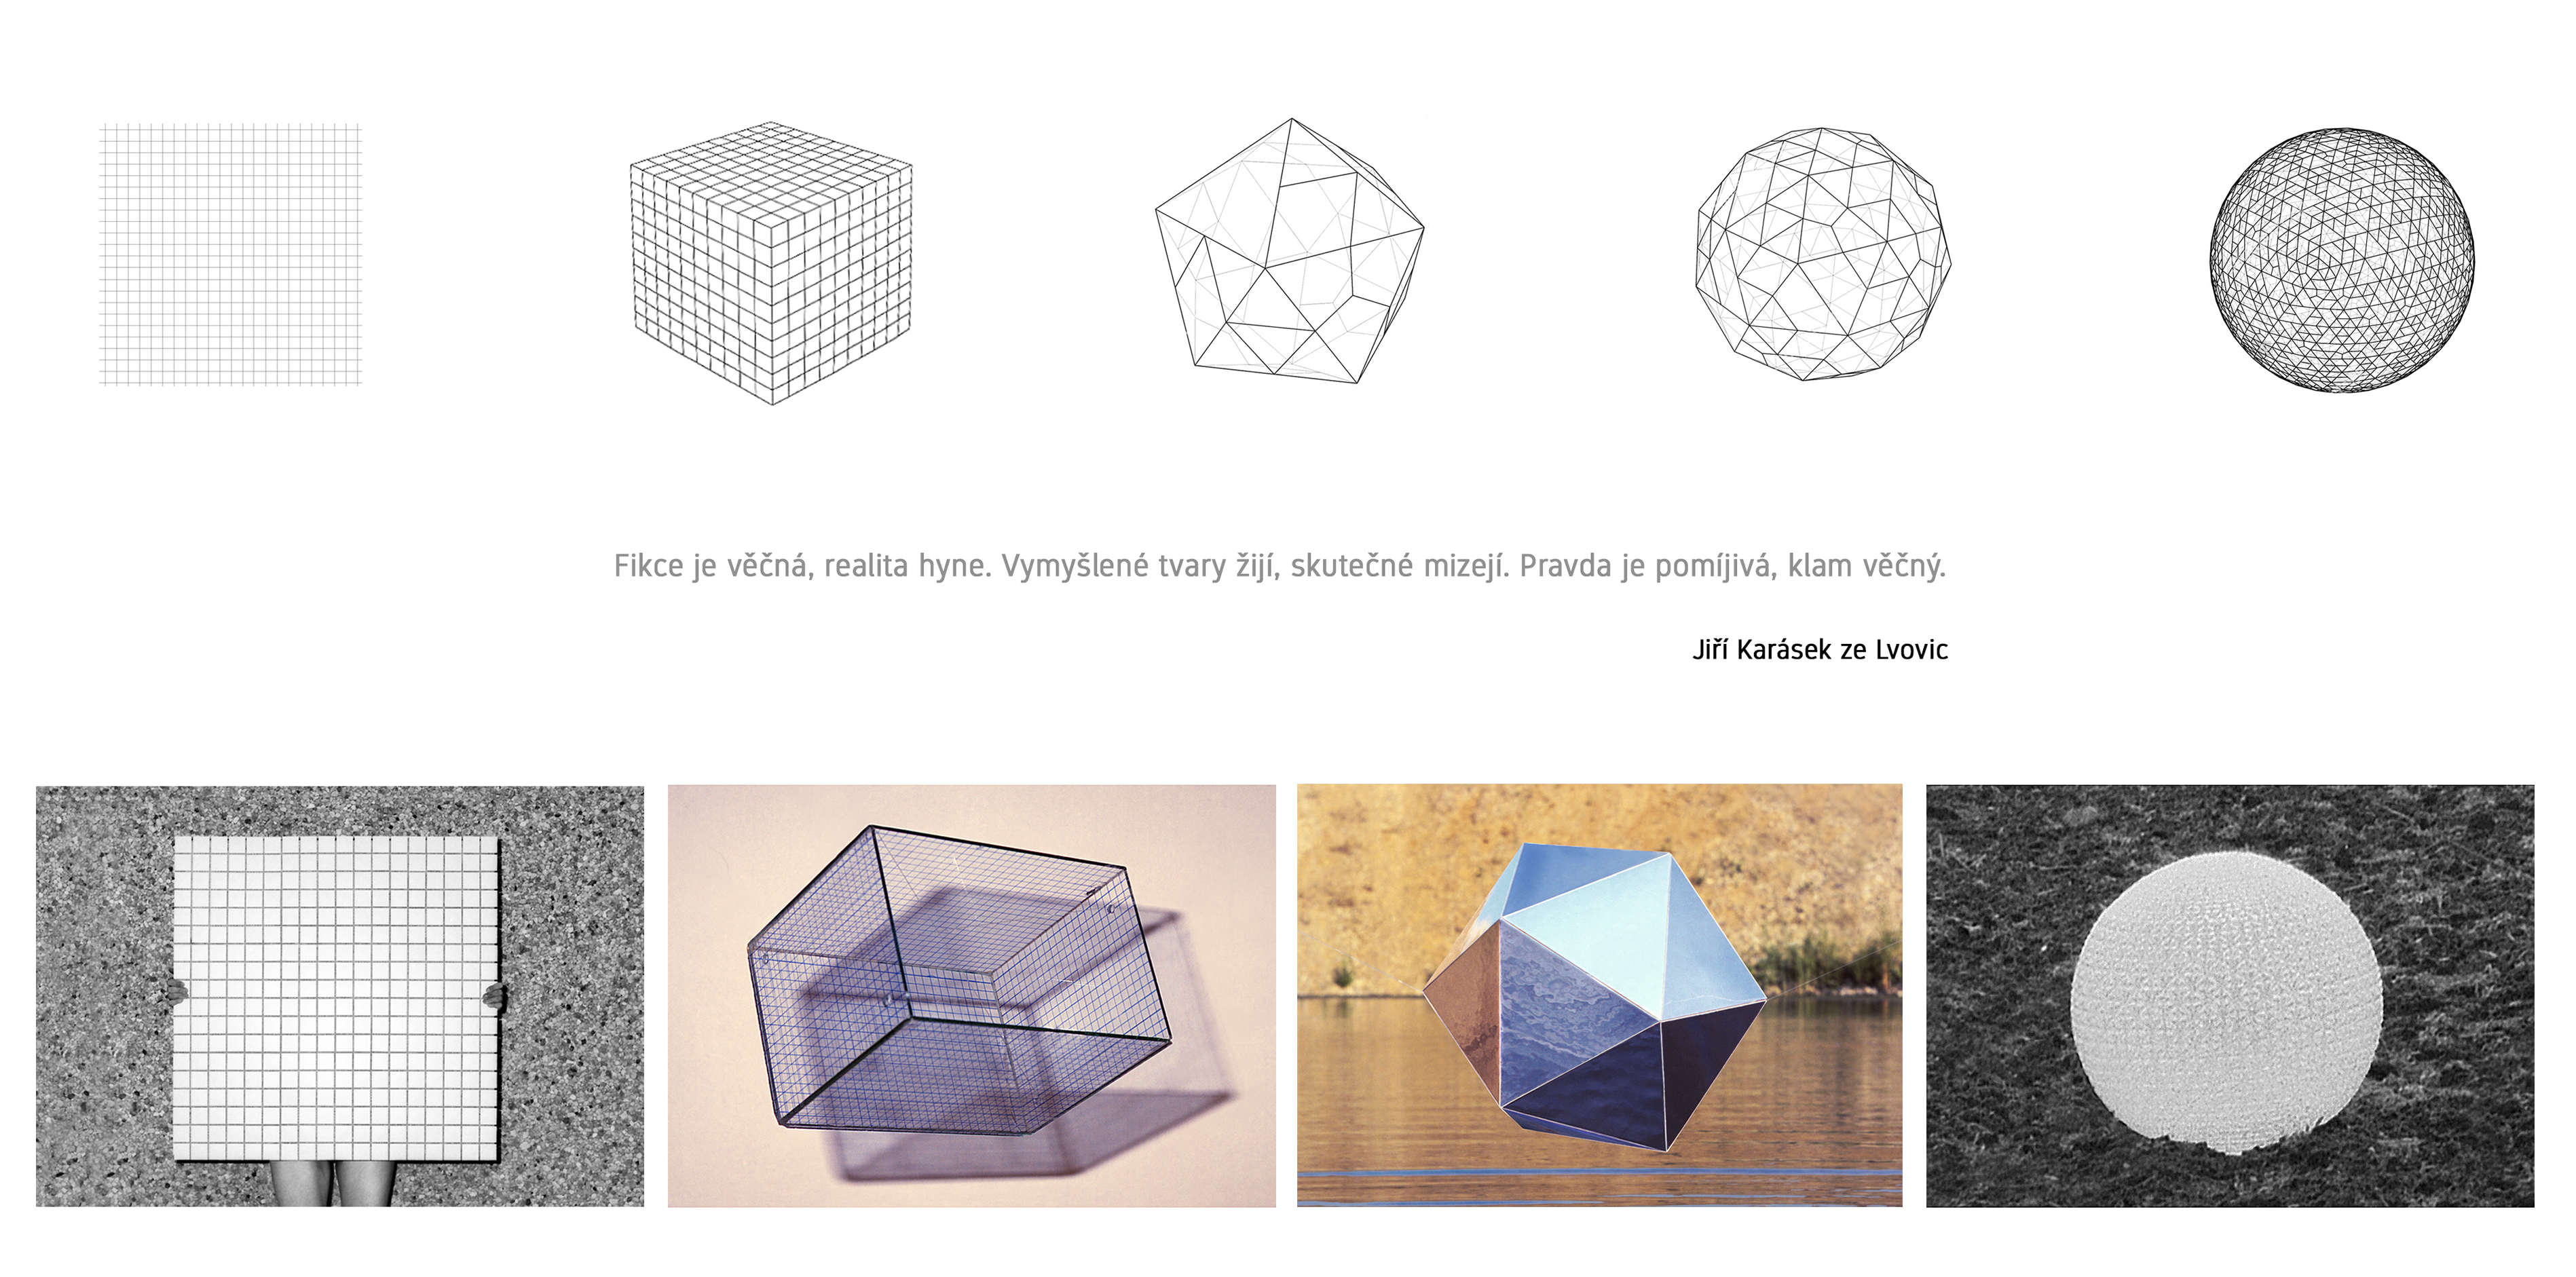 Fikce je věčná, realita hyne. Vymyšlené tvary žijí, skutečné mizejí. Pravda je pomíjivá, klam věčný.
Jiří Karásek ze Lvovic